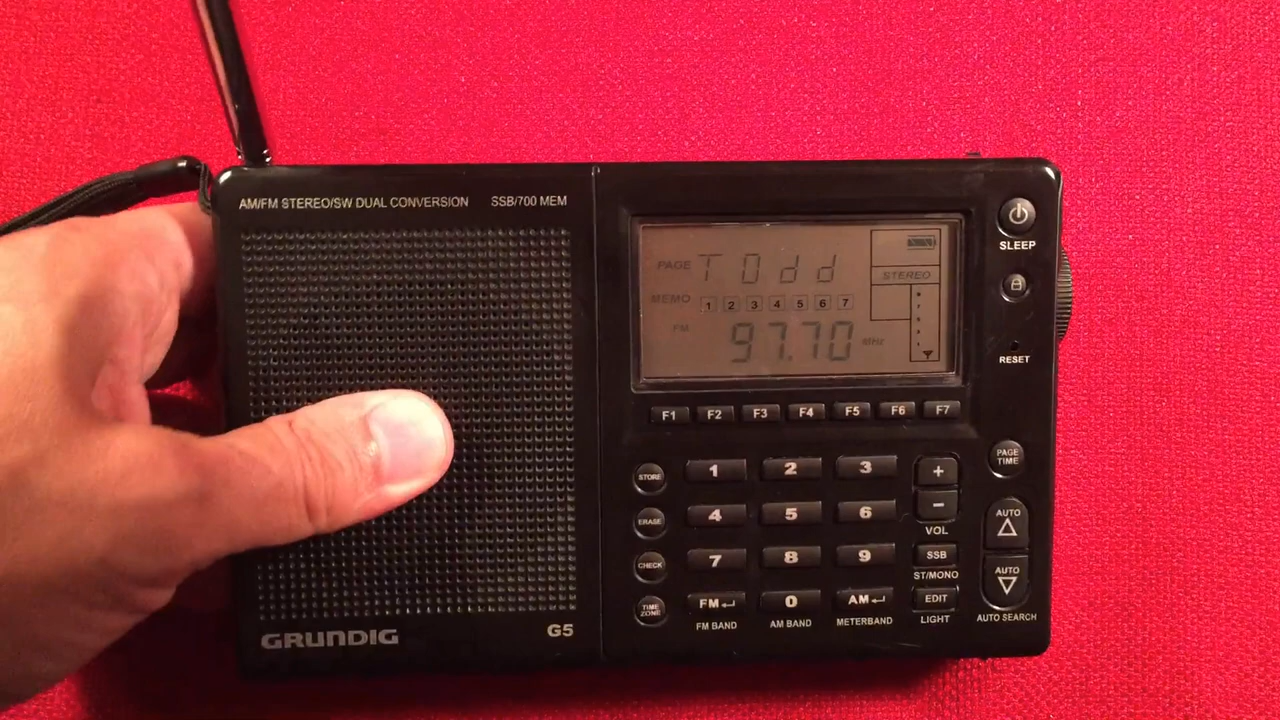 AM/FM STEREO/SW DUAL CONVERSION SSB/700 MEM
PAGE T0dd
STEREO
MEMO 1 2 3 4 5 6 7
FM 97.70 MHz
SLEEP
RESET
F1 F2 F3 F4 F5 F6 F7
STORE 1 2 3 + PAGE TIME
ERASE 4 5 6 - VOL
CHECK 7 8 9 SSB
ST/MONO
TIME ZONE FM 0 AM EDIT
FM BAND AM BAND METERBAND LIGHT
AUTO
AUTO
AUTO SEARCH
GRUNDIG G5